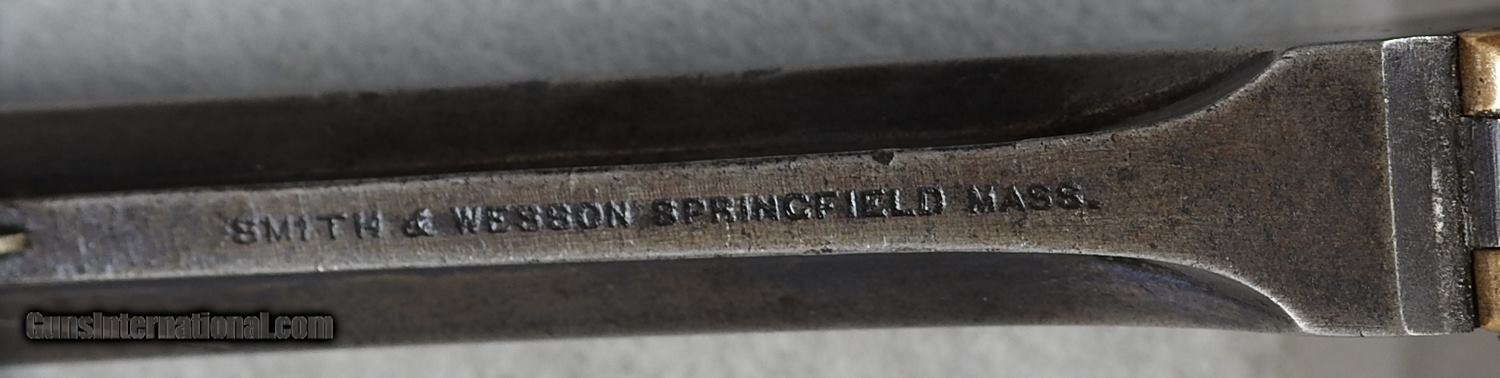 SMITH & WESSON SPRINGFIELD MASS.
GunsInternational.com